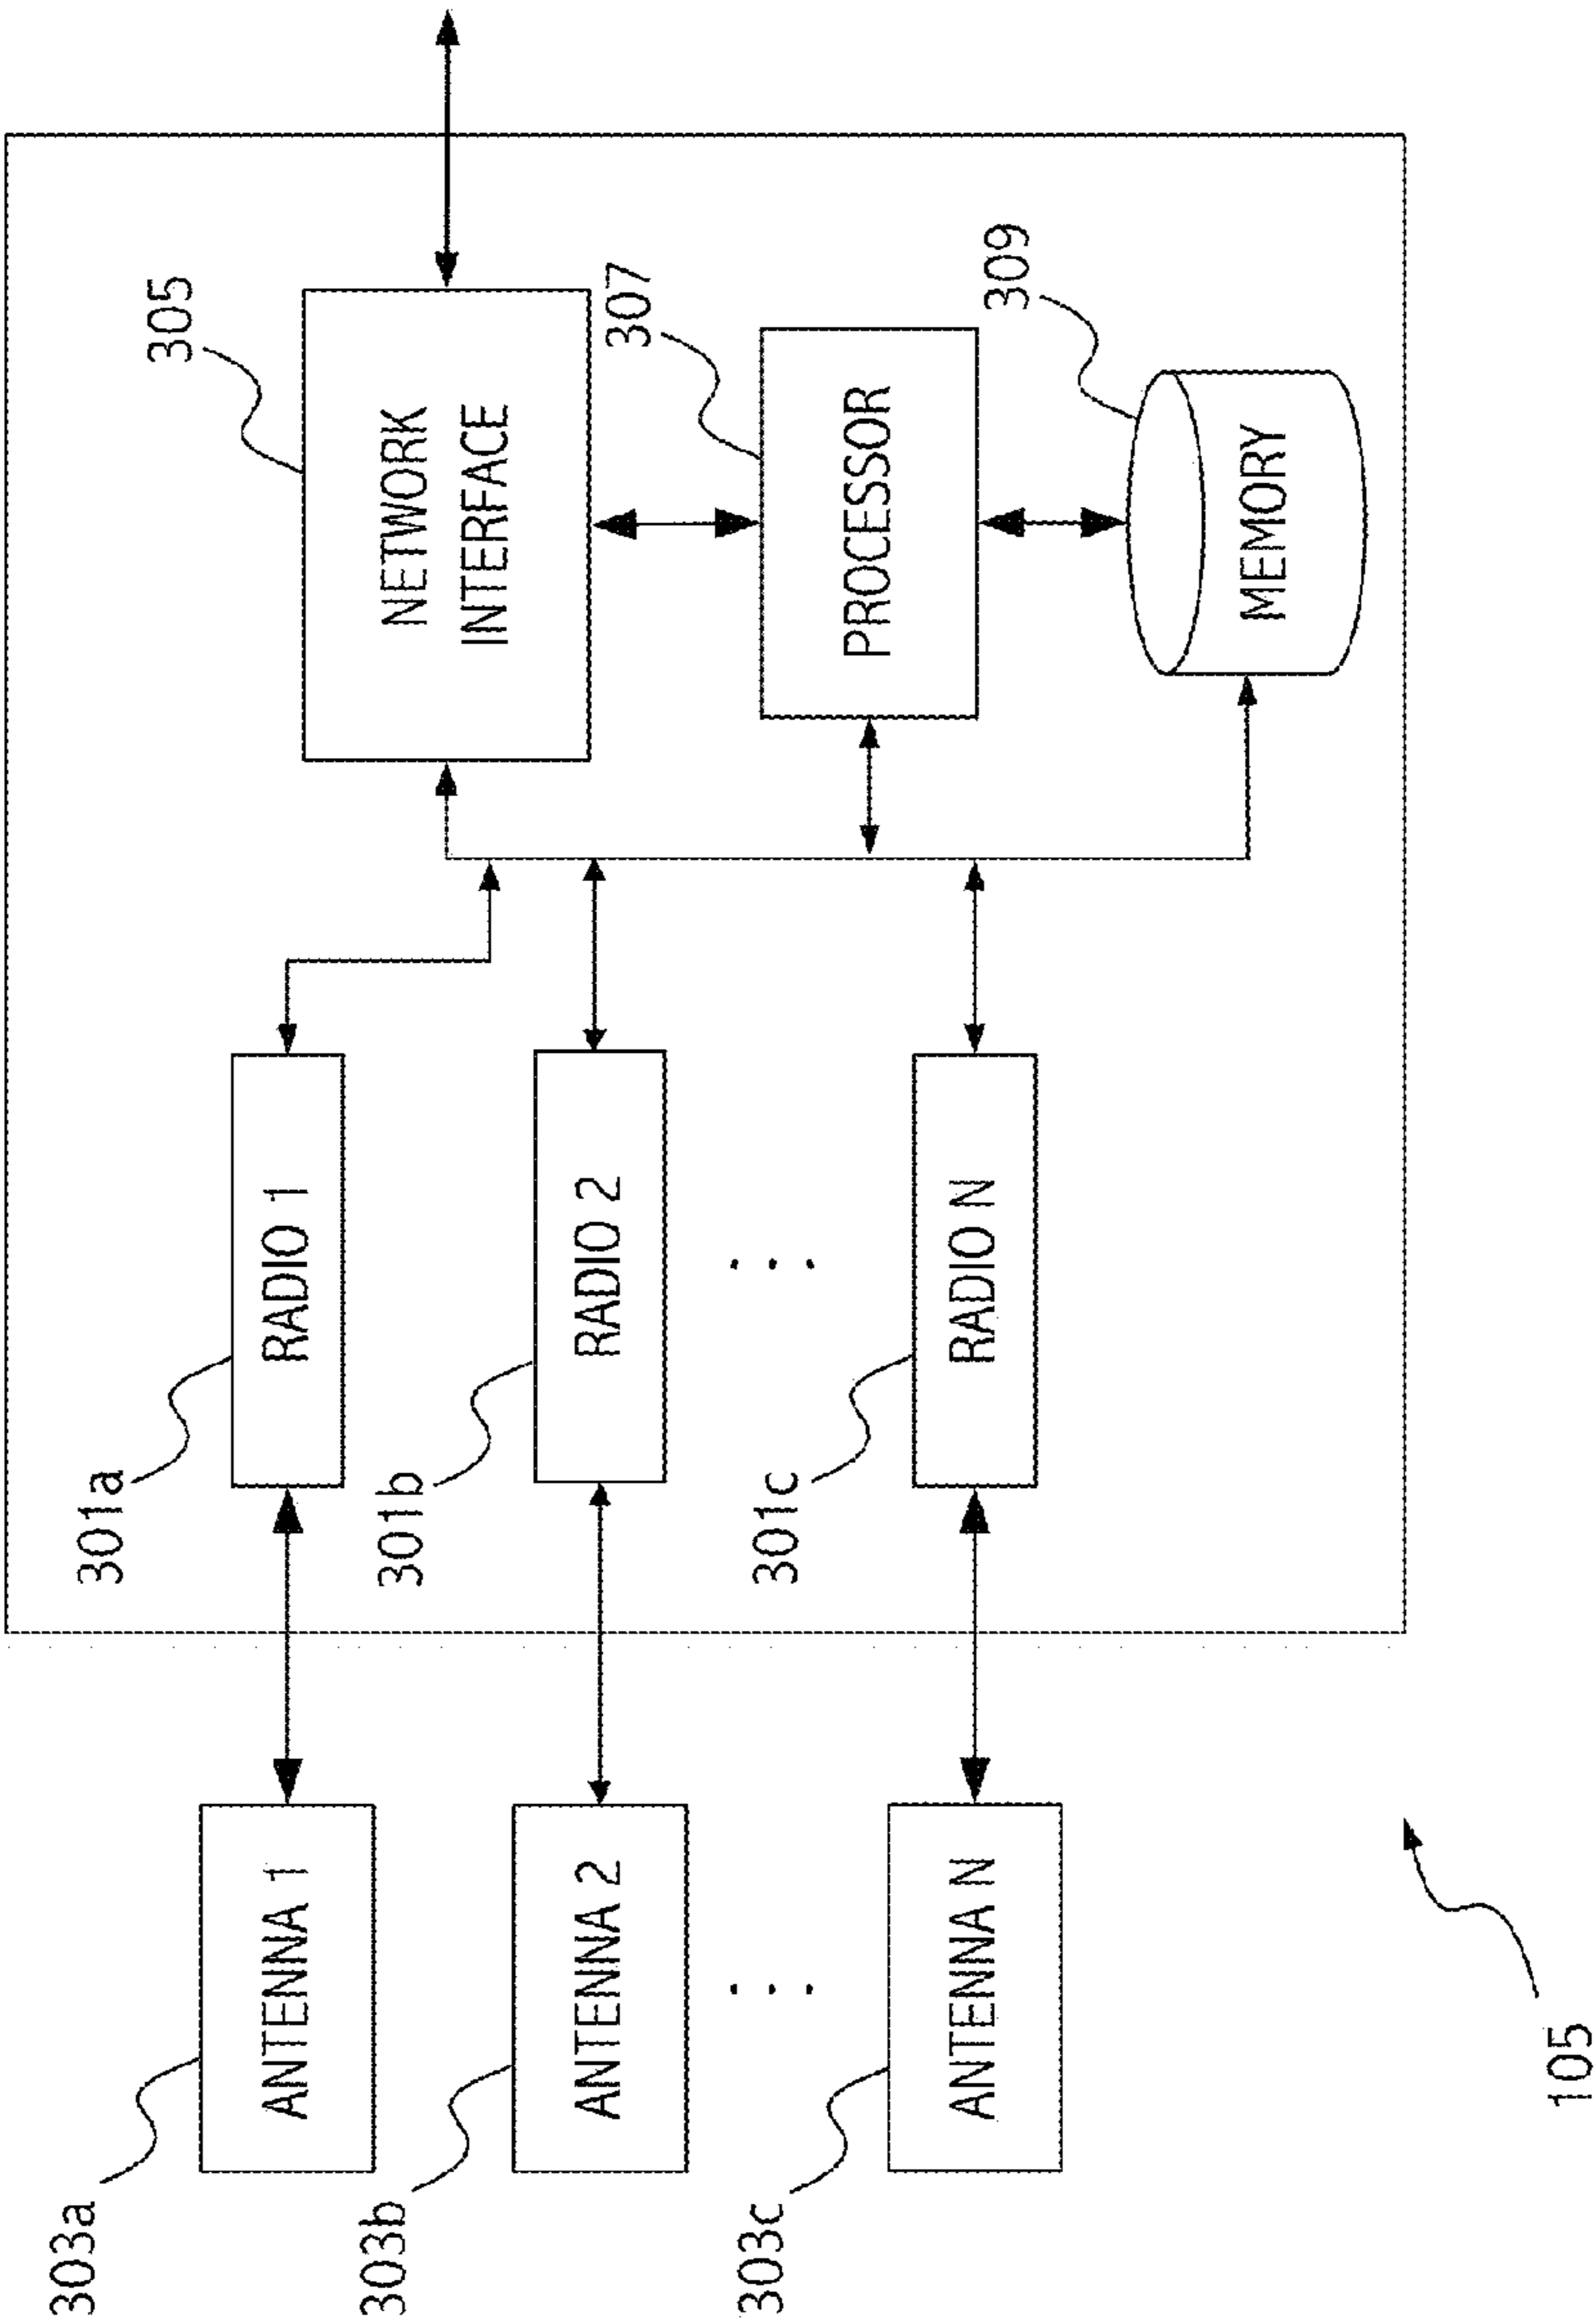 303a
ANTENNA 1
301a
RADIO 1
305
NETWORK
INTERFACE
303b
ANTENNA 2
301b
RADIO 2
307
PROCESSOR
303c
ANTENNA N
301c
RADIO N
309
MEMORY
105